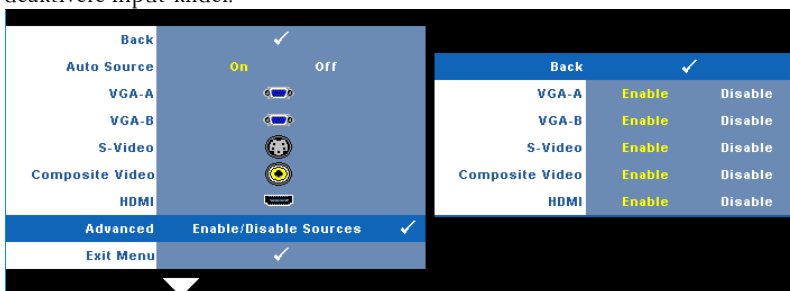 deaktivere input-kilder.
Back
Auto Source On Off
VGA-A
VGA-B
S-Video
Composite Video
HDMI
Advanced Enable/Disable Sources
Exit Menu
Back
VGA-A Enable Disable
VGA-B Enable Disable
S-Video Enable Disable
Composite Video Enable Disable
HDMI Enable Disable